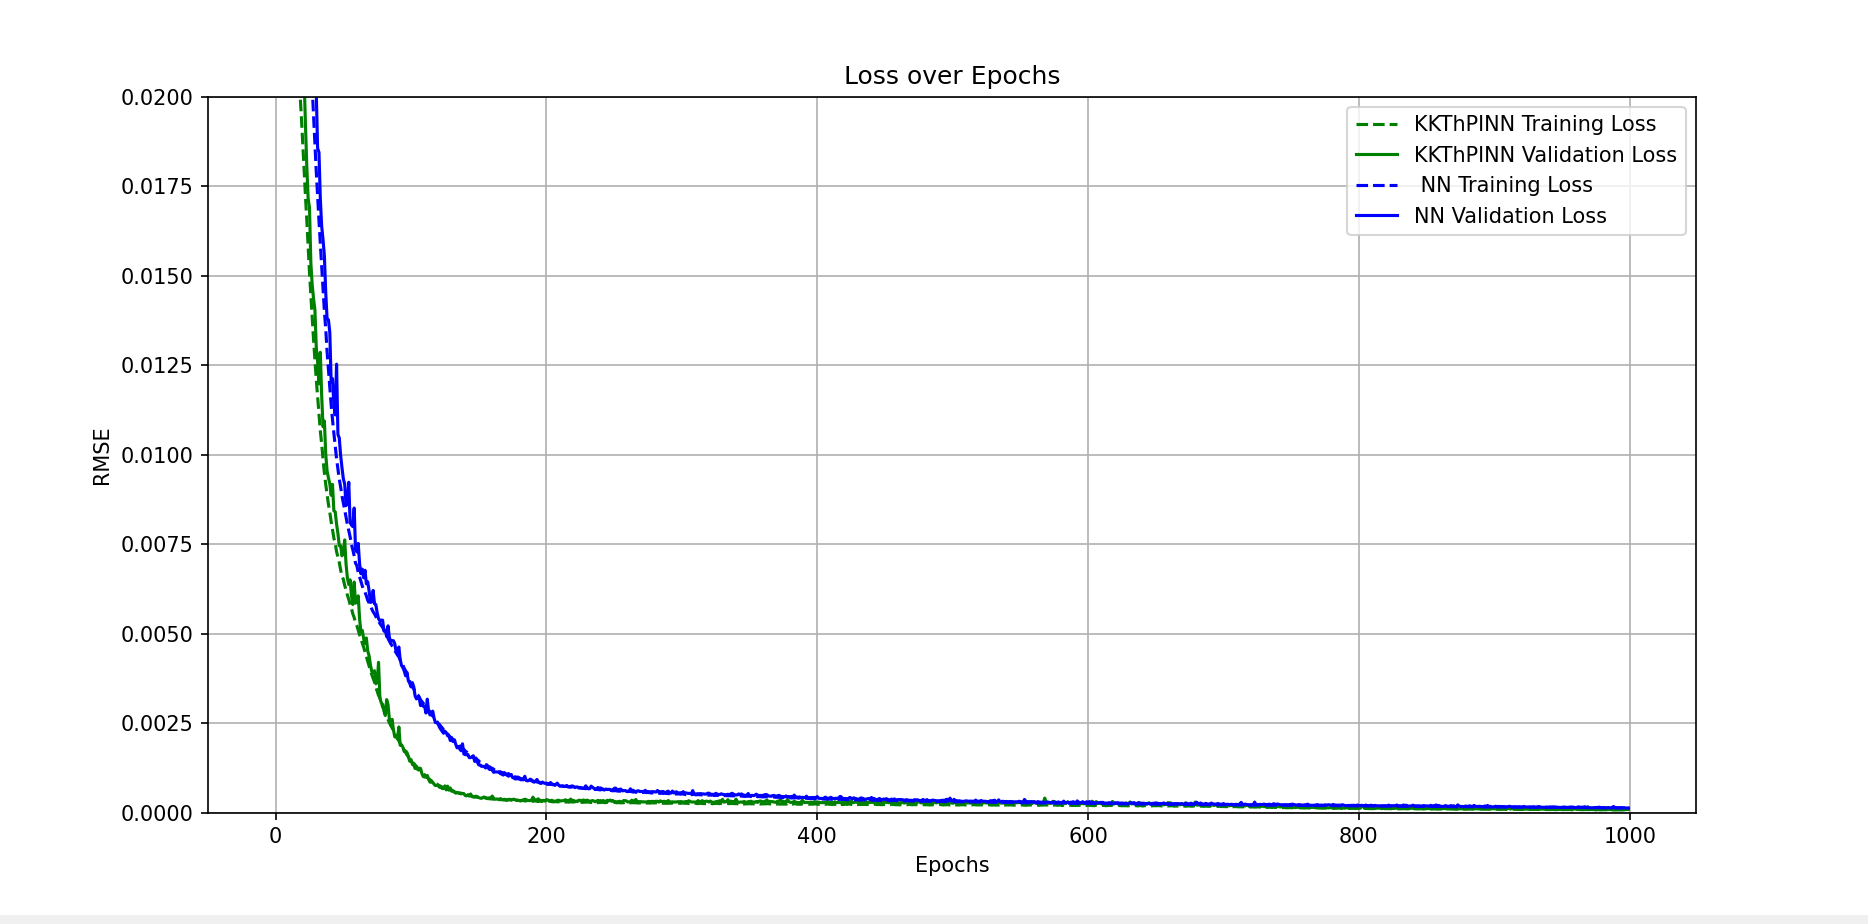 Loss over Epochs
0.0200
0.0175
0.0150
0.0125
0.0100
0.0075
0.0050
0.0025
0.0000
RMSE
KKThPINN Training Loss
KKThPINN Validation Loss
NN Training Loss
NN Validation Loss
0 200 400 600 800 1000
Epochs